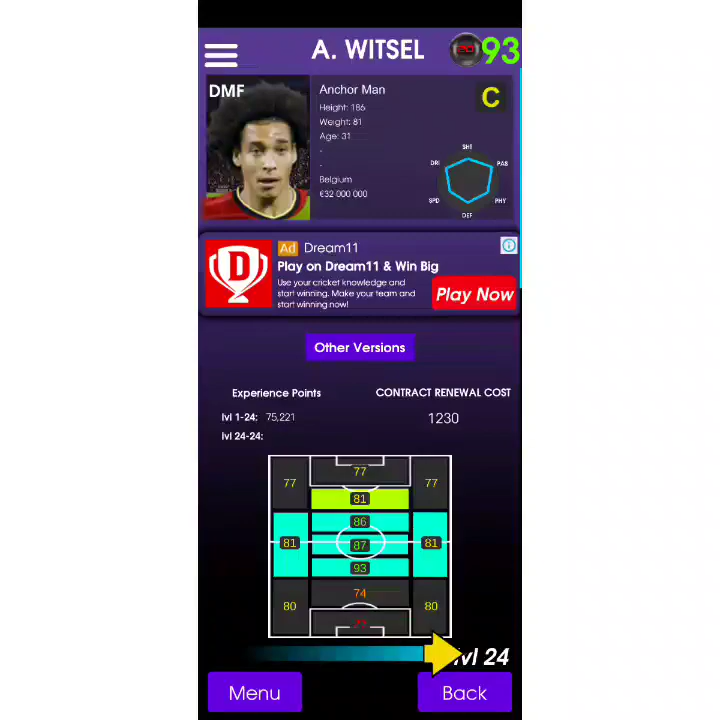 A. WITSEL
93
DMF
Anchor Man
C
Height: 186
Weight: 81
Age: 31
-
-
Belgium
€32 000 000
SHT
DRI
PAS
SPD
PHY
DEF
Ad Dream11
Play on Dream11 & Win Big
Use your cricket knowledge and
start winning. Make your team and
start winning now!
D
Play Now
Other Versions
Experience Points
CONTRACT RENEWAL COST
lvl 1-24: 75,221
1230
lvl 24-24:
77
77
77
81
86
81
87
81
93
74
80
80
lvl 24
Menu
Back